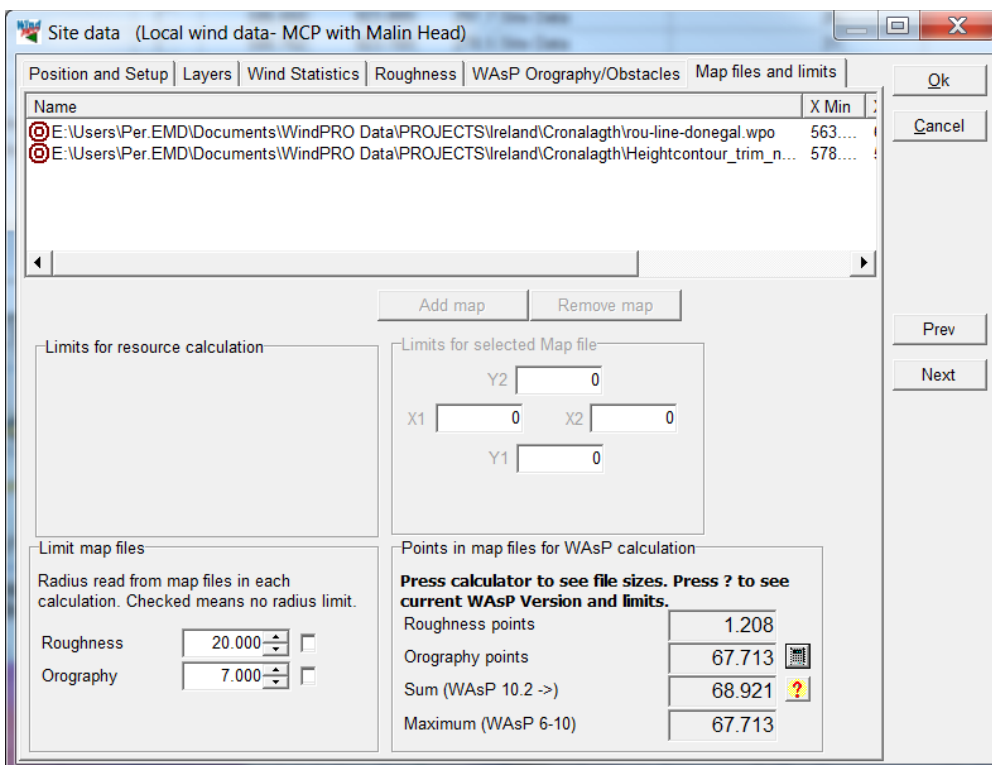 Site data (Local wind data- MCP with Malin Head)
Position and Setup Layers Wind Statistics Roughness WAsP Orography/Obstacles Map files and limits
Ok
Name X Min
E:\Users\Per.EMD\Documents\WindPRO Data\PROJECTS\Ireland\Cronalagth\rou-line-donegal.wpo 563....
Cancel
E:\Users\Per.EMD\Documents\WindPRO Data\PROJECTS\Ireland\Cronalagth\Heightcontour_trim_n... 578....
Add map Remove map
Prev
Limits for resource calculation
Limits for selected Map file
Next
Y2 0
X1 0 X2 0
Y1 0
Limit map files
Radius read from map files in each
calculation. Checked means no radius limit.
Roughness 20.000
Orography 7.000
Points in map files for WAsP calculation
Press calculator to see file sizes. Press ? to see
current WAsP Version and limits.
Roughness points 1.208
Orography points 67.713
Sum (WAsP 10.2 ->) 68.921 ?
Maximum (WAsP 6-10) 67.713